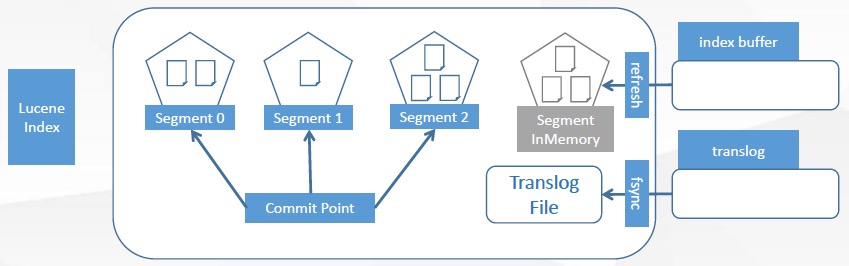 Lucene
Index
Segment 0
Segment 1
Segment 2
Segment
InMemory
refresh
index buffer
Commit Point
Translog
File
fsync
translog